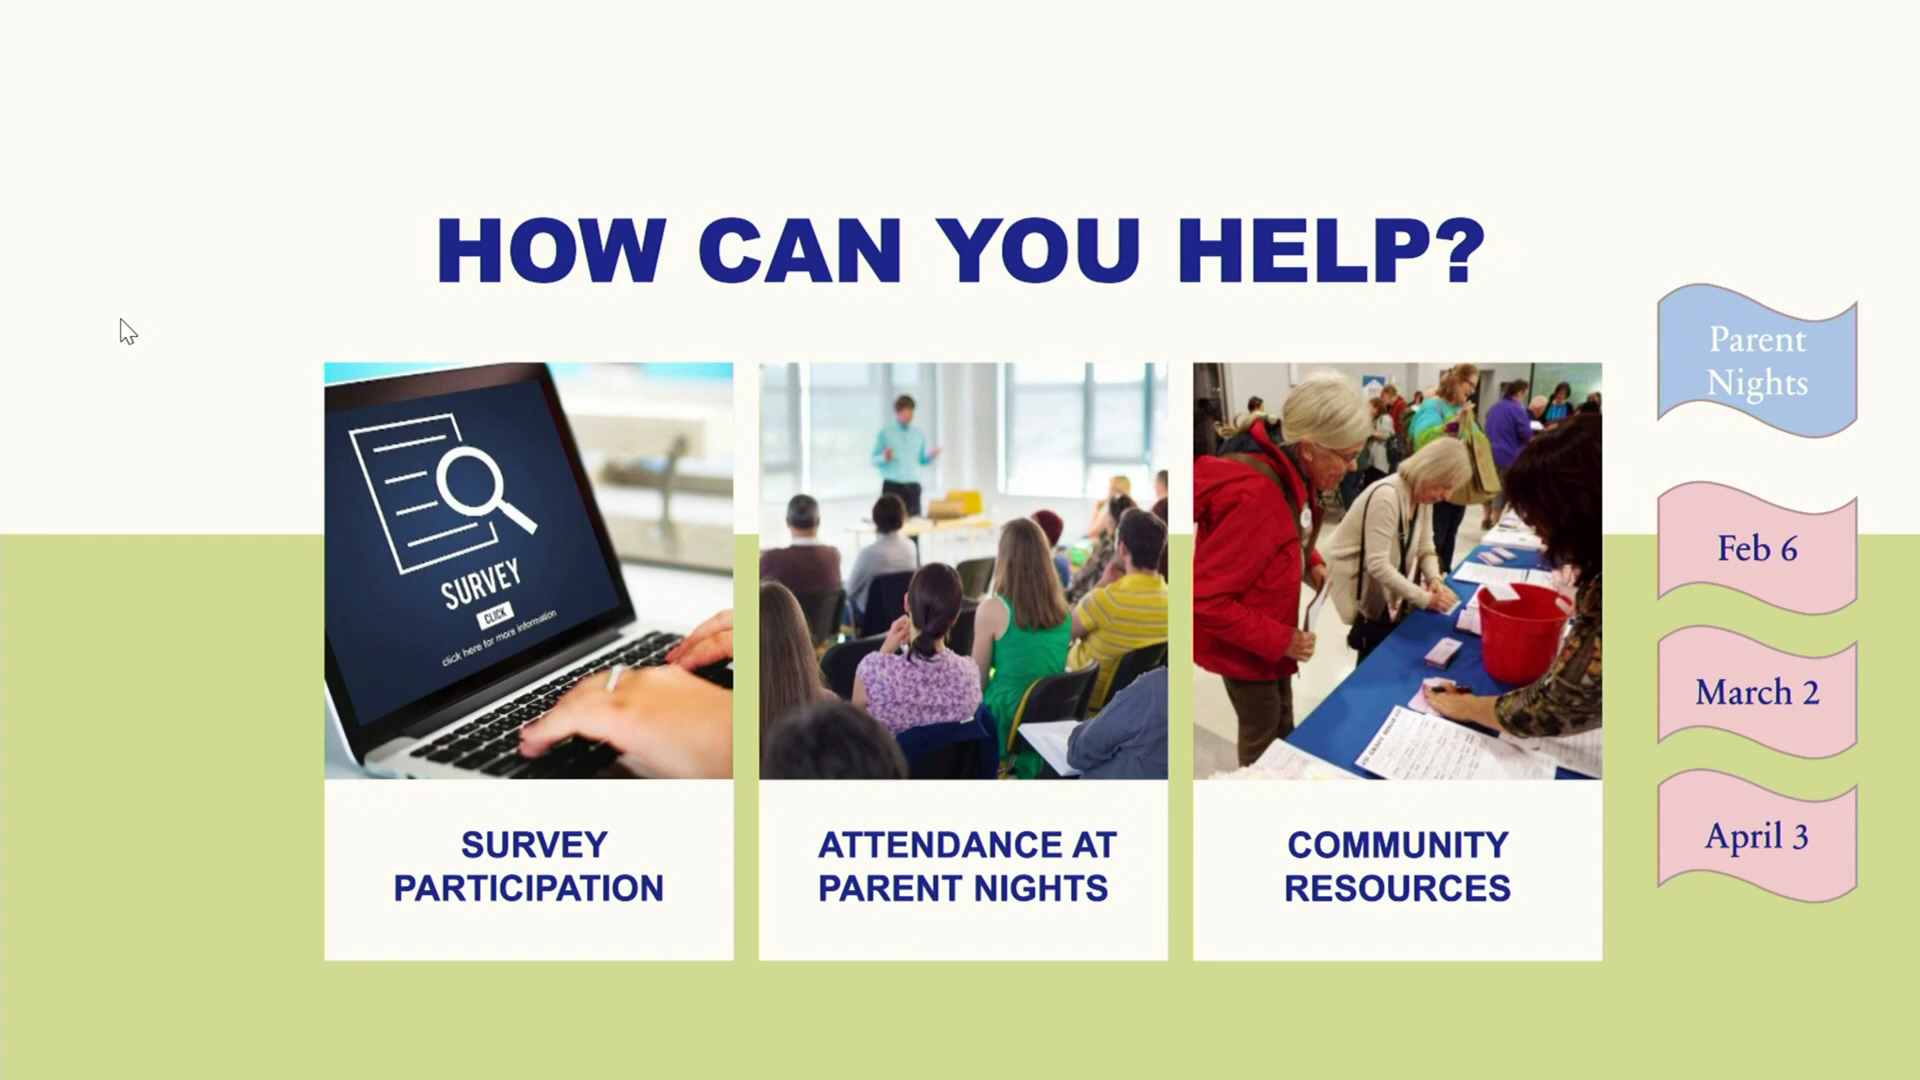 HOW CAN YOU HELP?
SURVEY
CLICK
click here for more information
SURVEY
PARTICIPATION
ATTENDANCE AT
PARENT NIGHTS
COMMUNITY
RESOURCES
Parent
Nights
Feb 6
March 2
April 3